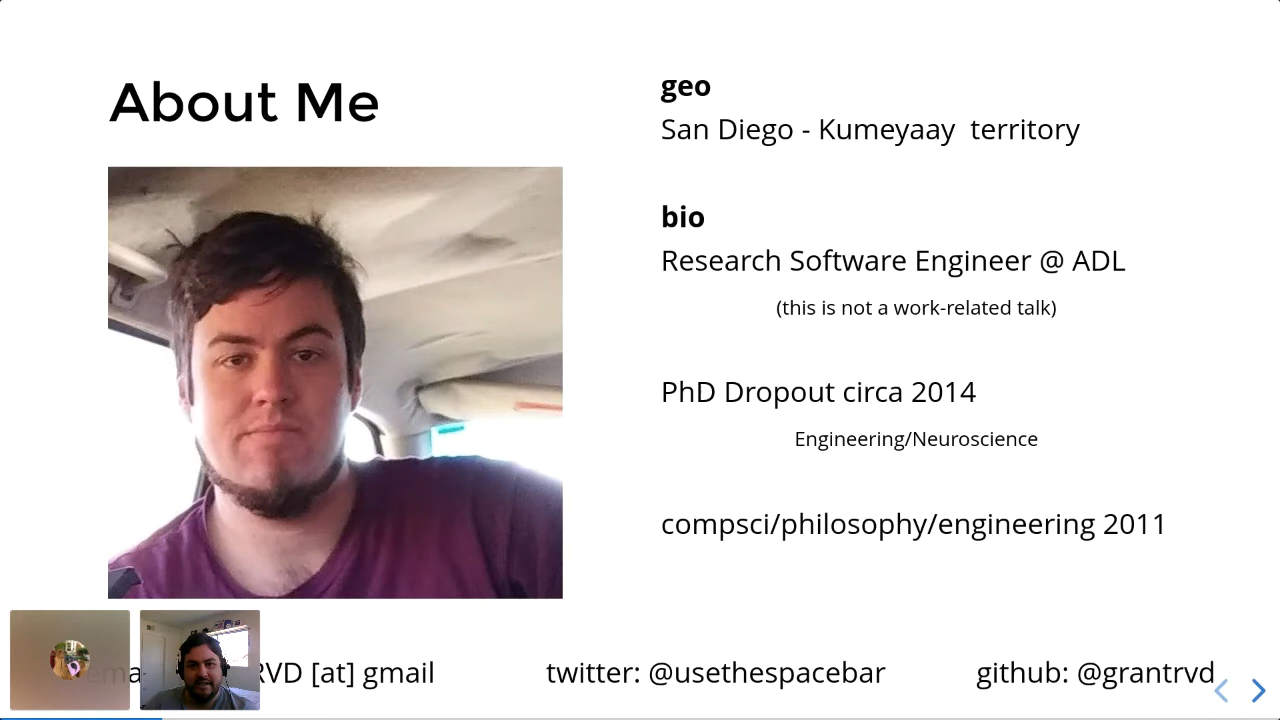 About Me
geo
San Diego - Kumeyaay territory
bio
Research Software Engineer @ ADL
(this is not a work-related talk)
PhD Dropout circa 2014
Engineering/Neuroscience
compsci/philosophy/engineering 2011
[at] gmail
twitter: @usethespacebar
github: @grantrvd